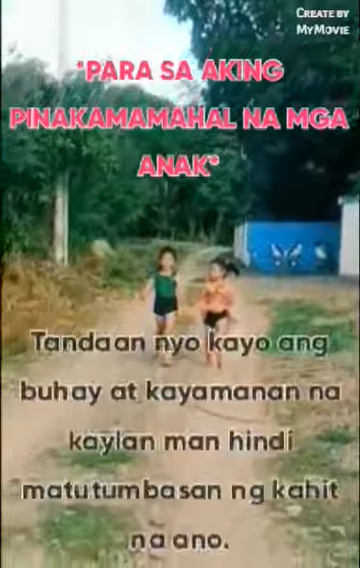 CREATE BY
MYMOVIE
"PARA SA AKING
PINAKAMAMAHAL NA MGA
ANAK"
Tandaan nyo kayo ang
buhay at kayamanan na
kaylan man hindi
matutumbasan ng kahit
na ano.